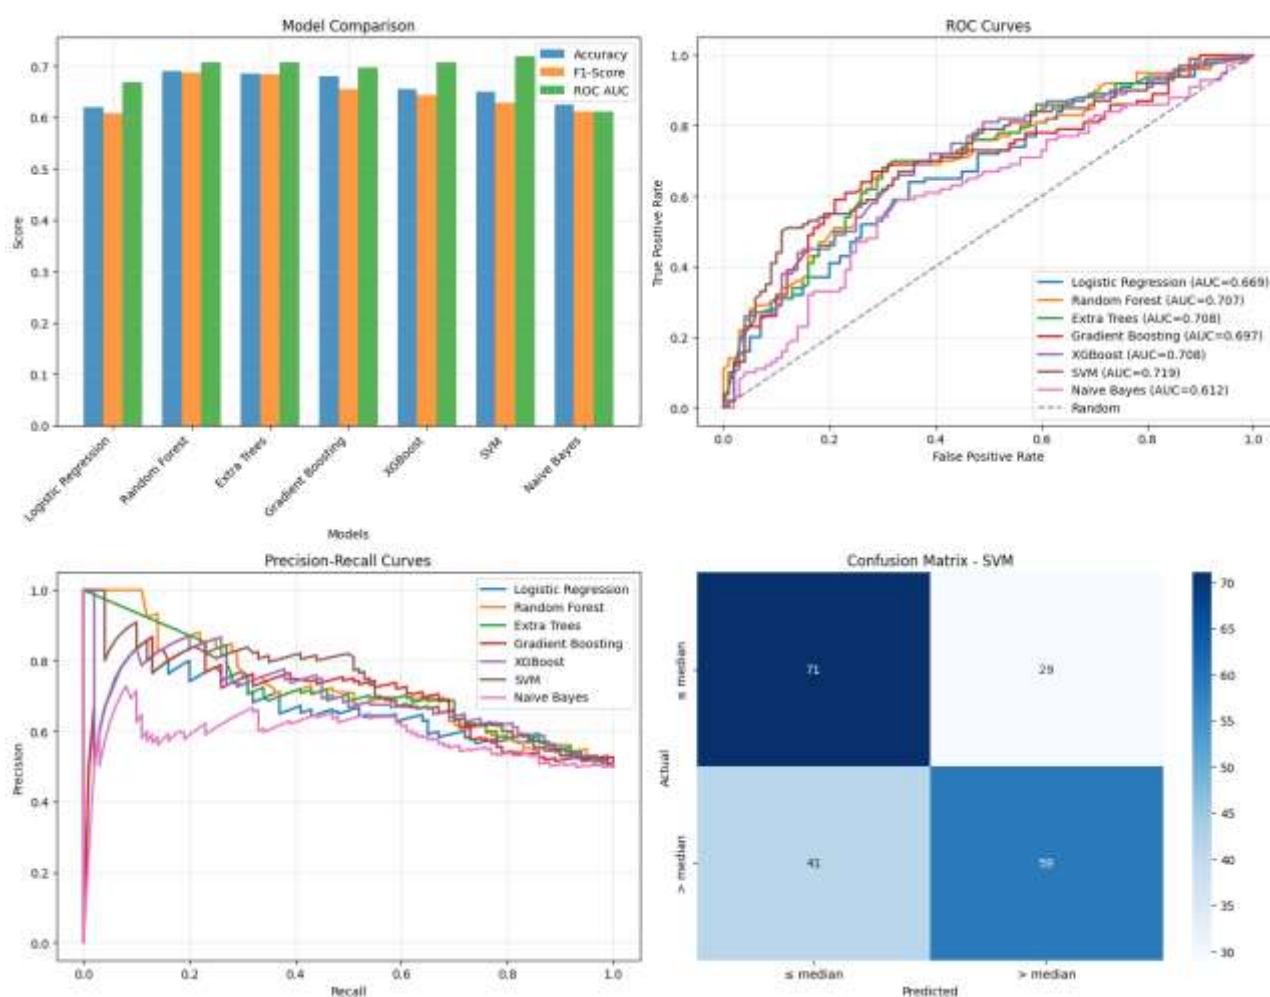 Model Comparison
Score
0.7
0.6
0.5
0.4
0.3
0.2
0.1
0.0
Accuracy
F1-Score
ROC AUC
Logistic Regression
Random Forest
Extra Trees
Gradient Boosting
XGBoost
SVM
Naive Bayes
Models
ROC Curves
True Positive Rate
1.0
0.8
0.6
0.4
0.2
0.0
Logistic Regression (AUC=0.669)
Random Forest (AUC=0.707)
Extra Trees (AUC=0.708)
Gradient Boosting (AUC=0.697)
XGBoost (AUC=0.708)
SVM (AUC=0.719)
Naive Bayes (AUC=0.612)
Random
0.0 0.2 0.4 0.6 0.8 1.0
False Positive Rate
Precision-Recall Curves
Precision
1.0
0.8
0.6
0.4
0.2
0.0
Logistic Regression
Random Forest
Extra Trees
Gradient Boosting
XGBoost
SVM
Naive Bayes
0.0 0.2 0.4 0.6 0.8 1.0
Recall
Confusion Matrix - SVM
Actual
≤ median
> median
71 29
41 59
≤ median > median
Predicted
70
65
60
55
50
45
40
35
30